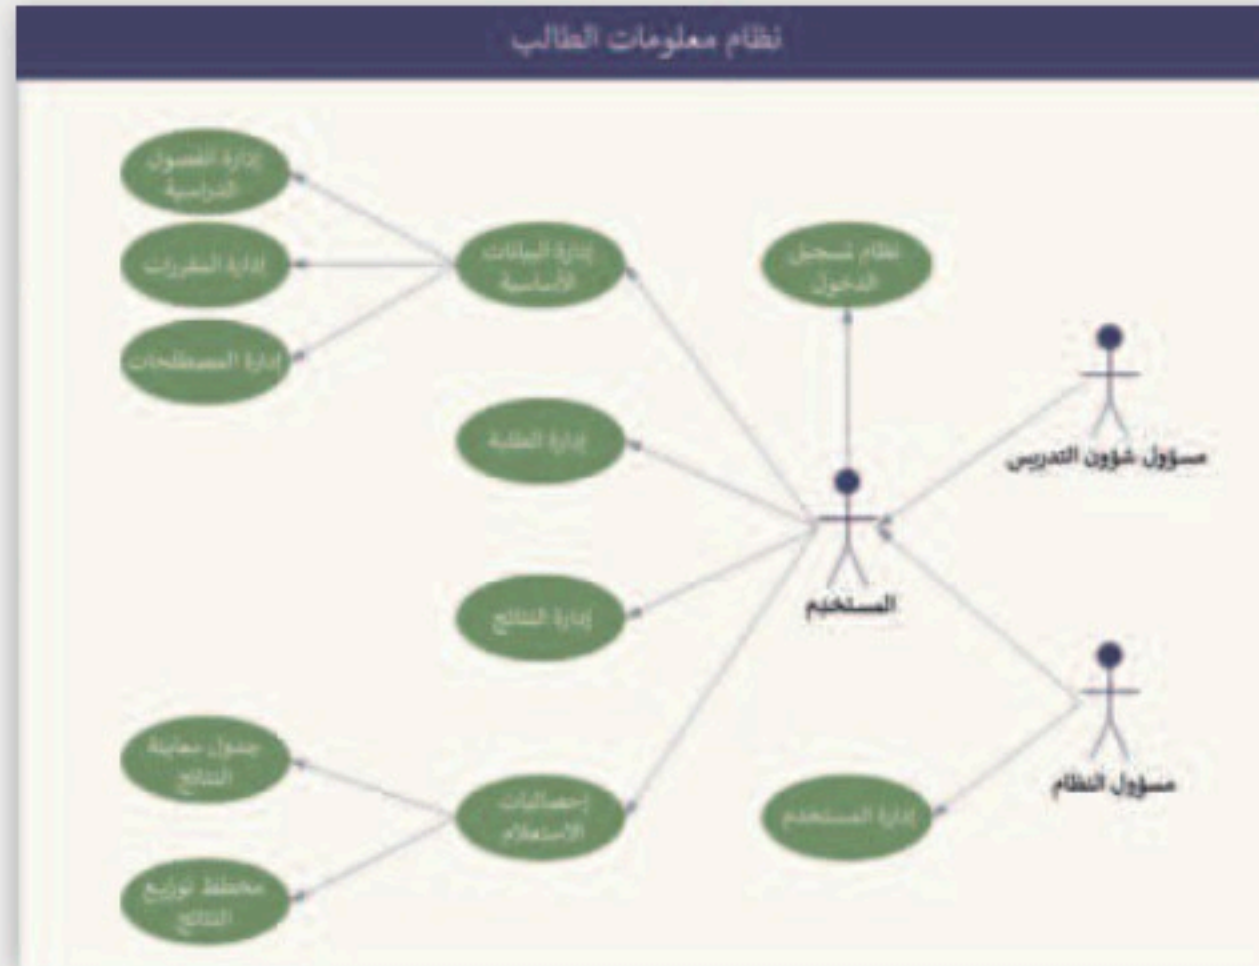 نظام معلومات الطالب
إدارة الفصول
الدراسية
إدارة البيانات
الأساسية
نظام تسجيل
الدخول
إدارة المقررات
إدارة المصطلحات
إدارة الطلبة
مسؤول شؤون التدريس
المستخدم
إدارة النتائج
جدول معاينة
النتائج
إحصائيات
الاستعلام
إدارة المستخدم
مسؤول النظام
مخطط توزيع
النتائج